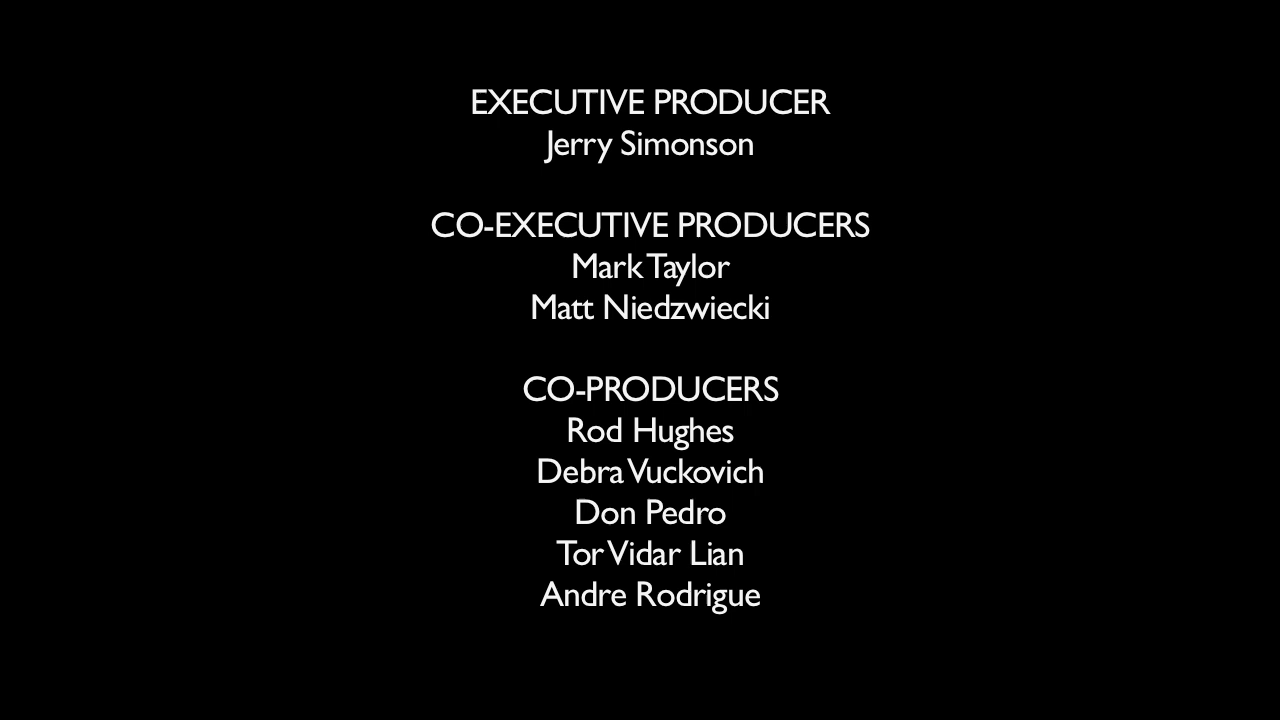 EXECUTIVE PRODUCER
Jerry Simonson
CO-EXECUTIVE PRODUCERS
Mark Taylor
Matt Niedzwiecki
CO-PRODUCERS
Rod Hughes
Debra Vuckovich
Don Pedro
Tor Vidar Lian
Andre Rodrigue